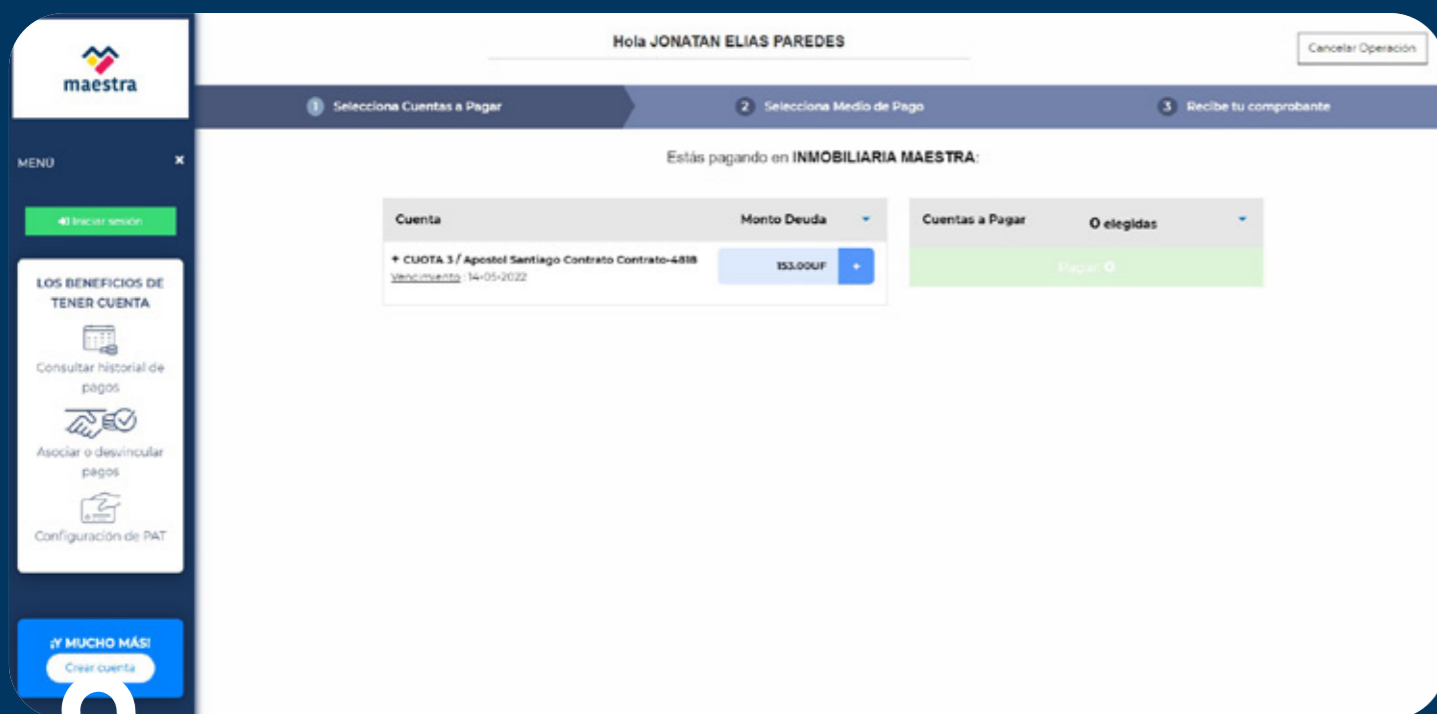 maestra
Hola JONATAN ELIAS PAREDES
Cancelar Operación
1 Selecciona Cuentas a Pagar
2 Selecciona Medio de Pago
3 Recibe tu comprobante
MENÚ ×
Iniciar sesión
LOS BENEFICIOS DE
TENER CUENTA
Consultar historial de
pagos
Asociar o desvincular
pagos
Configuración de PAT
¡Y MUCHO MÁS!
Crear cuenta
Estás pagando en INMOBILIARIA MAESTRA:
Cuenta Monto Deuda
+ CUOTA 3 / Apostol Santiago Contrato Contrato-4818
Vencimiento : 14-05-2022
153.00UF +
Cuentas a Pagar 0 elegidas
Pagar: 0